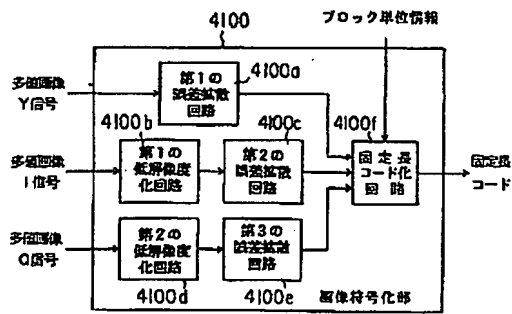 4100
ブロック単位情報
多値画像
Y信号
第1の
誤差拡散
回路
4100a
4100b
4100c
4100f
多値画像
I信号
第1の
低解像度
化回路
第2の
誤差拡散
回路
固定長
コード化
回路
固定長
コード
多値画像
Q信号
第2の
低解像度
化回路
第3の
誤差拡散
回路
4100d
4100e
画像符号化部